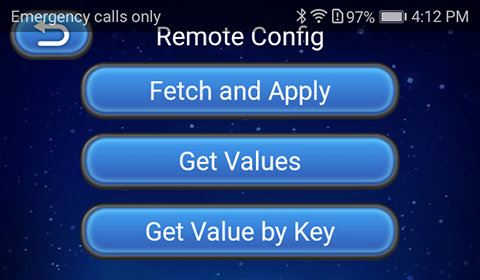 Emergency calls only 97% 4:12 PM
Remote Config
Fetch and Apply
Get Values
Get Value by Key